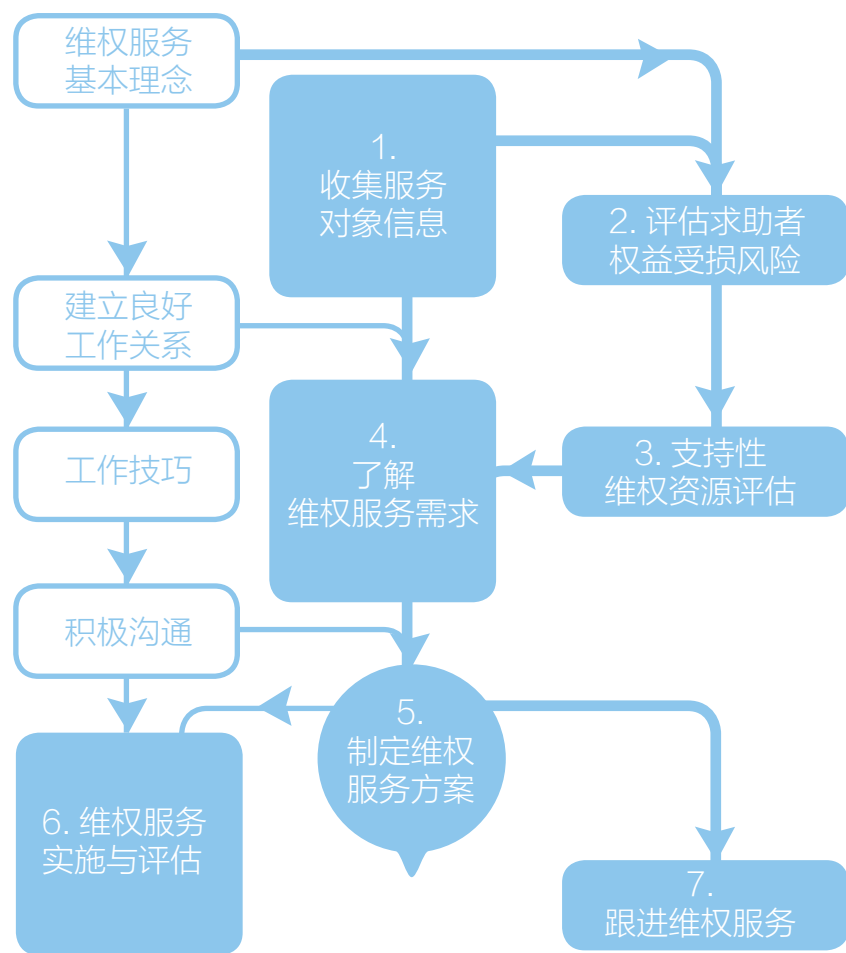 维权服务
基本理念
1.
收集服务
对象信息
2. 评估求助者
权益受损风险
建立良好
工作关系
工作技巧
4.
了解
维权服务需求
3. 支持性
维权资源评估
积极沟通
5.
制定维权
服务方案
6. 维权服务
实施与评估
7.
跟进维权服务